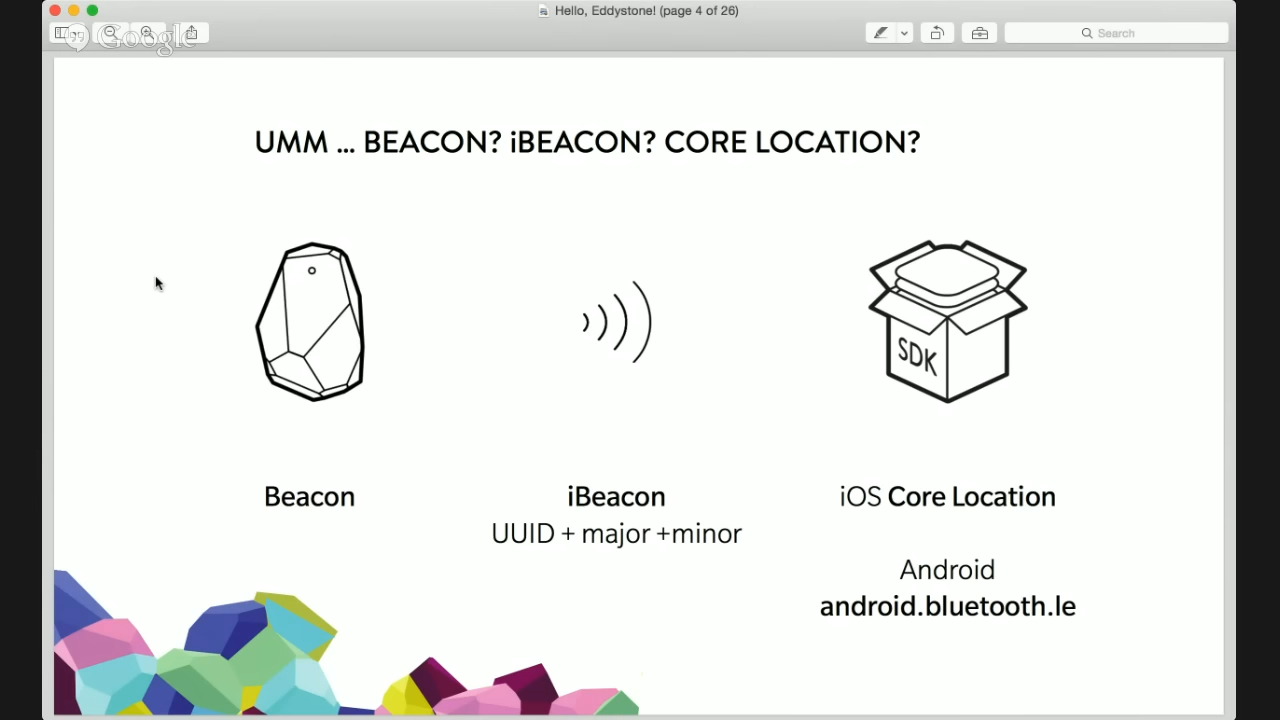 Hello, Eddystone! (page 4 of 26)
Google
Search
UMM ... BEACON? iBEACON? CORE LOCATION?
SDK
Beacon
iBeacon
UUID + major +minor
iOS Core Location
Android
android.bluetooth.le